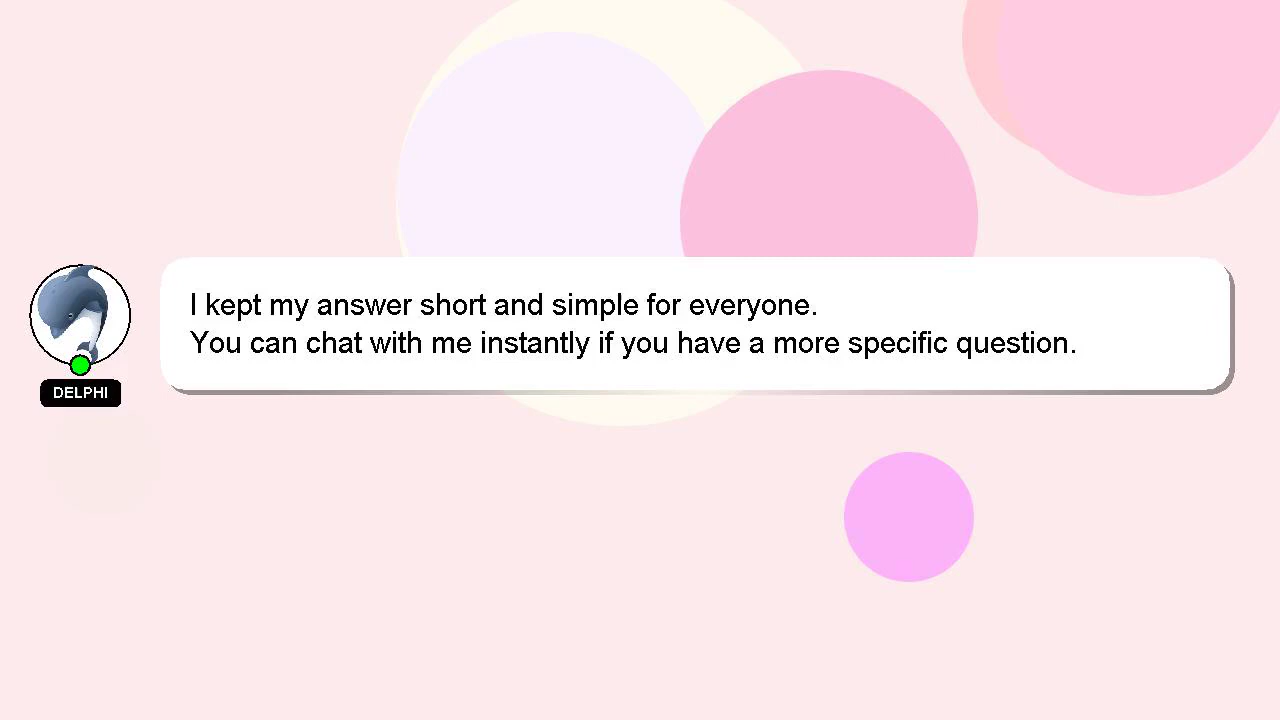 I kept my answer short and simple for everyone.
You can chat with me instantly if you have a more specific question.
DELPHI